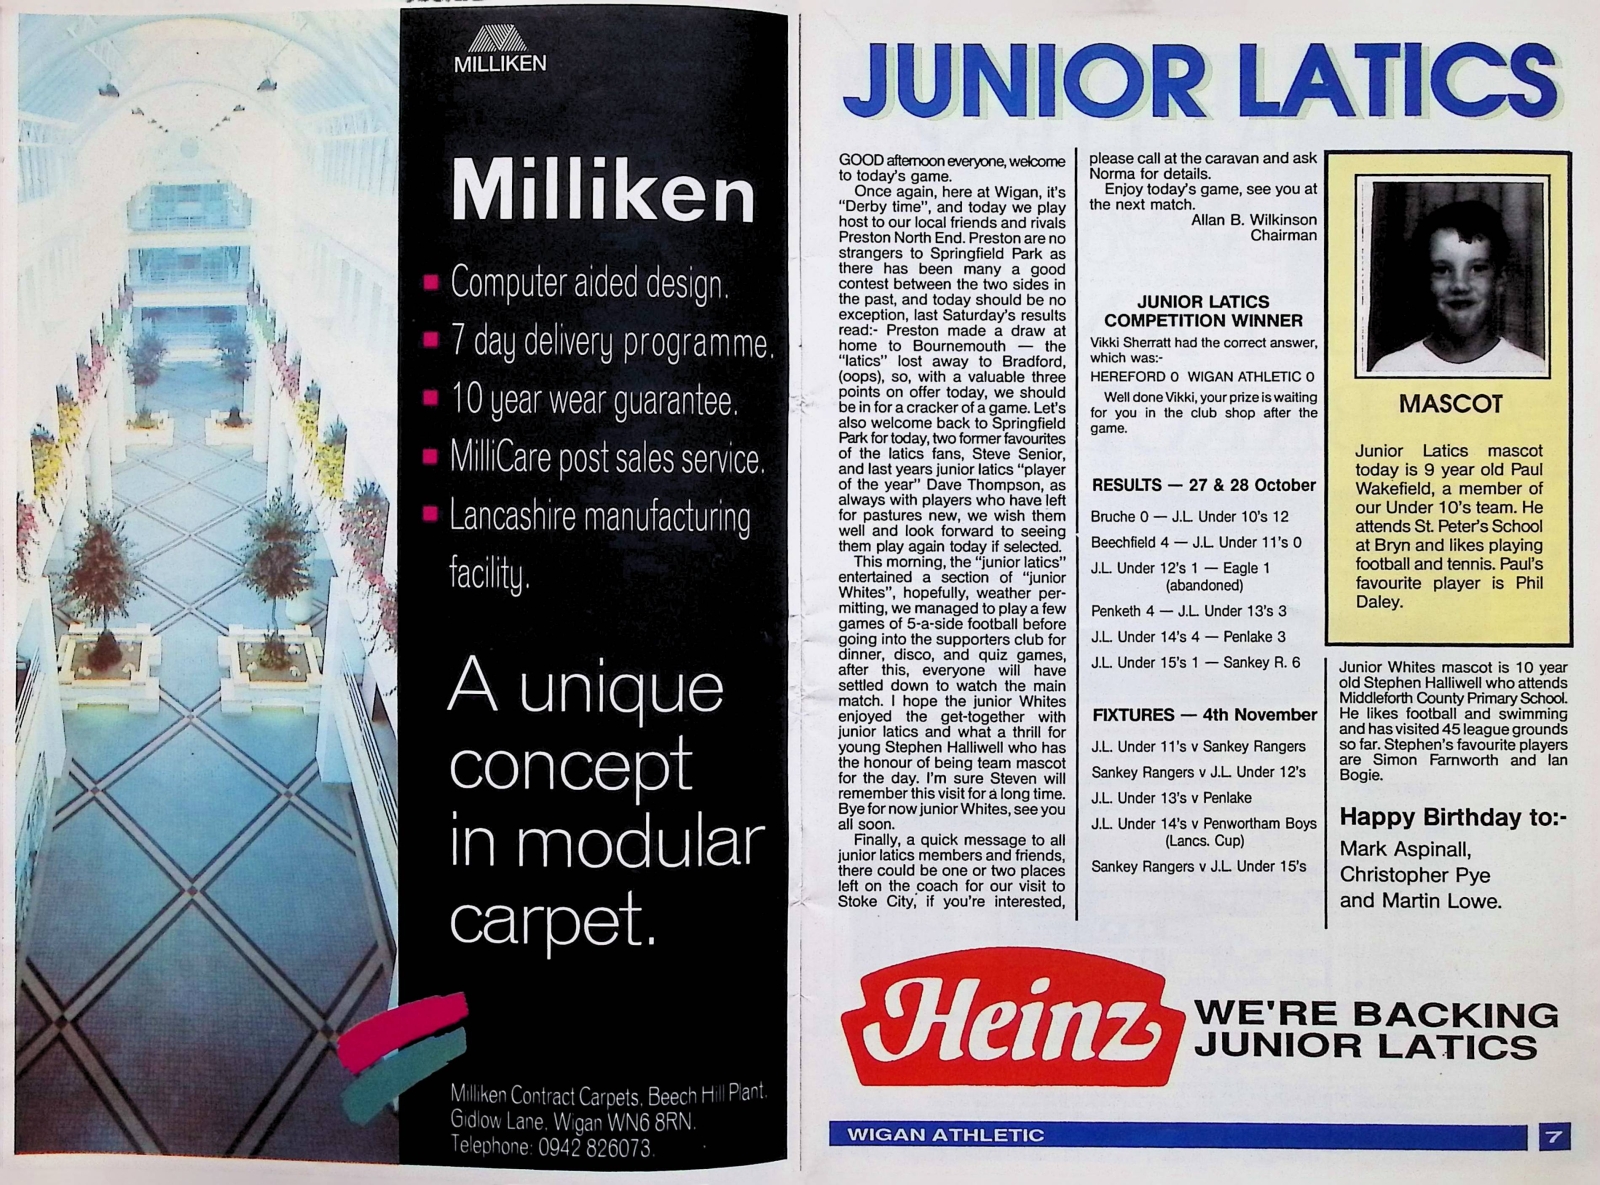 MILLIKEN
Milliken
Computer aided design.
7 day delivery programme.
10 year wear guarantee.
MilliCare post sales service.
Lancashire manufacturing
facility.
A unique
concept
in modular
carpet.
Milliken Contract Carpets, Beech Hill Plant,
Gidlow Lane, Wigan WN6 8RN.
Telephone: 0942 826073.
JUNIOR LATICS
GOOD afternoon everyone, welcome
to today's game.
Once again, here at Wigan, it's
"Derby time", and today we play
host to our local friends and rivals
Preston North End. Preston are no
strangers to Springfield Park as
there has been many a good
contest between the two sides in
the past, and today should be no
exception, last Saturday's results
read:- Preston made a draw at
home to Bournemouth — the
"latics" lost away to Bradford,
(oops), so, with a valuable three
points on offer today, we should
be in for a cracker of a game. Let's
also welcome back to Springfield
Park for today, two former favourites
of the latics fans, Steve Senior,
and last years junior latics "player
of the year" Dave Thompson, as
always with players who have left
for pastures new, we wish them
well and look forward to seeing
them play again today if selected.
This morning, the "junior latics"
entertained a section of "junior
Whites", hopefully, weather per-
mitting, we managed to play a few
games of 5-a-side football before
going into the supporters club for
dinner, disco, and quiz games,
after this, everyone will have
settled down to watch the main
match. I hope the junior Whites
enjoyed the get-together with
junior latics and what a thrill for
young Stephen Halliwell who has
the honour of being team mascot
for the day. I'm sure Steven will
remember this visit for a long time.
Bye for now junior Whites, see you
all soon.
Finally, a quick message to all
junior latics members and friends,
there could be one or two places
left on the coach for our visit to
Stoke City, if you're interested,
please call at the caravan and ask
Norma for details.
Enjoy today's game, see you at
the next match.
Allan B. Wilkinson
Chairman
JUNIOR LATICS
COMPETITION WINNER
Vikki Sherratt had the correct answer,
which was:-
HEREFORD 0 WIGAN ATHLETIC 0
Well done Vikki, your prize is waiting
for you in the club shop after the
game.
RESULTS — 27 & 28 October
Bruche 0 — J.L. Under 10's 12
Beechfield 4 — J.L. Under 11's 0
J.L. Under 12's 1 — Eagle 1
(abandoned)
Penketh 4 — J.L. Under 13's 3
J.L. Under 14's 4 — Penlake 3
J.L. Under 15's 1 — Sankey R. 6
FIXTURES — 4th November
J.L. Under 11's v Sankey Rangers
Sankey Rangers v J.L. Under 12's
J.L. Under 13's v Penlake
J.L. Under 14's v Penwortham Boys
(Lancs. Cup)
Sankey Rangers v J.L. Under 15's
MASCOT
Junior Latics mascot
today is 9 year old Paul
Wakefield, a member of
our Under 10's team. He
attends St. Peter's School
at Bryn and likes playing
football and tennis. Paul's
favourite player is Phil
Daley.
Junior Whites mascot is 10 year
old Stephen Halliwell who attends
Middleforth County Primary School.
He likes football and swimming
and has visited 45 league grounds
so far. Stephen's favourite players
are Simon Farnworth and Ian
Bogie.
Happy Birthday to:-
Mark Aspinall,
Christopher Pye
and Martin Lowe.
Heinz
WE'RE BACKING
JUNIOR LATICS
WIGAN ATHLETIC
7